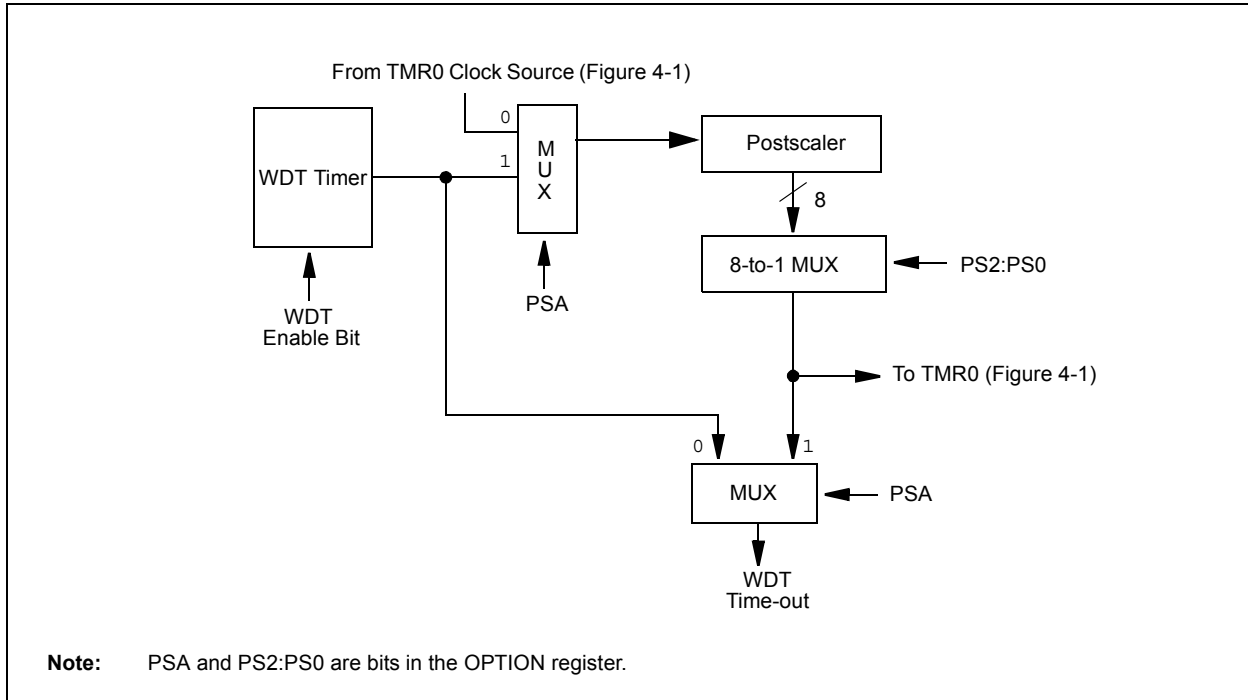 From TMR0 Clock Source (Figure 4-1)
0
1
M
U
X
WDT Timer
Postscaler
8
8-to-1 MUX
PS2:PS0
PSA
WDT
Enable Bit
To TMR0 (Figure 4-1)
0
1
MUX
PSA
WDT
Time-out
Note: PSA and PS2:PS0 are bits in the OPTION register.